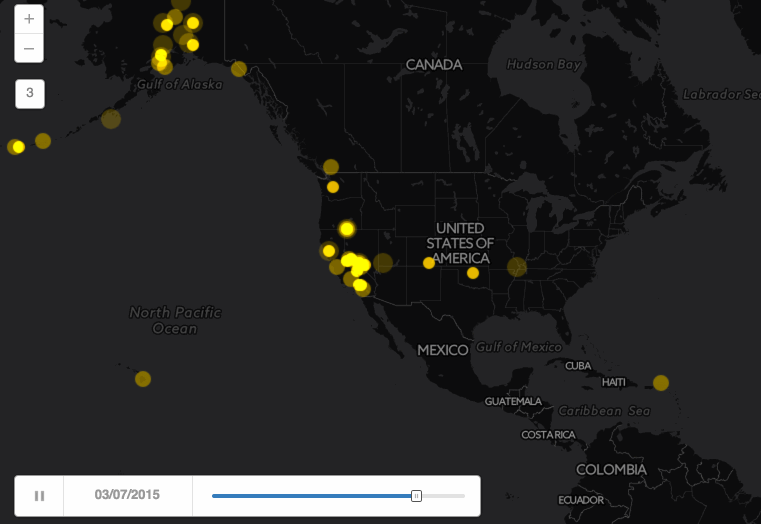 +
−
3
CANADA
Hudson Bay
Gulf of Alaska
Labrador Sea
UNITED
STATES OF
AMERICA
North Pacific
Ocean
MEXICO
Gulf of Mexico
CUBA
HAITI
GUATEMALA
Caribbean Sea
COSTA RICA
COLOMBIA
ECUADOR
03/07/2015